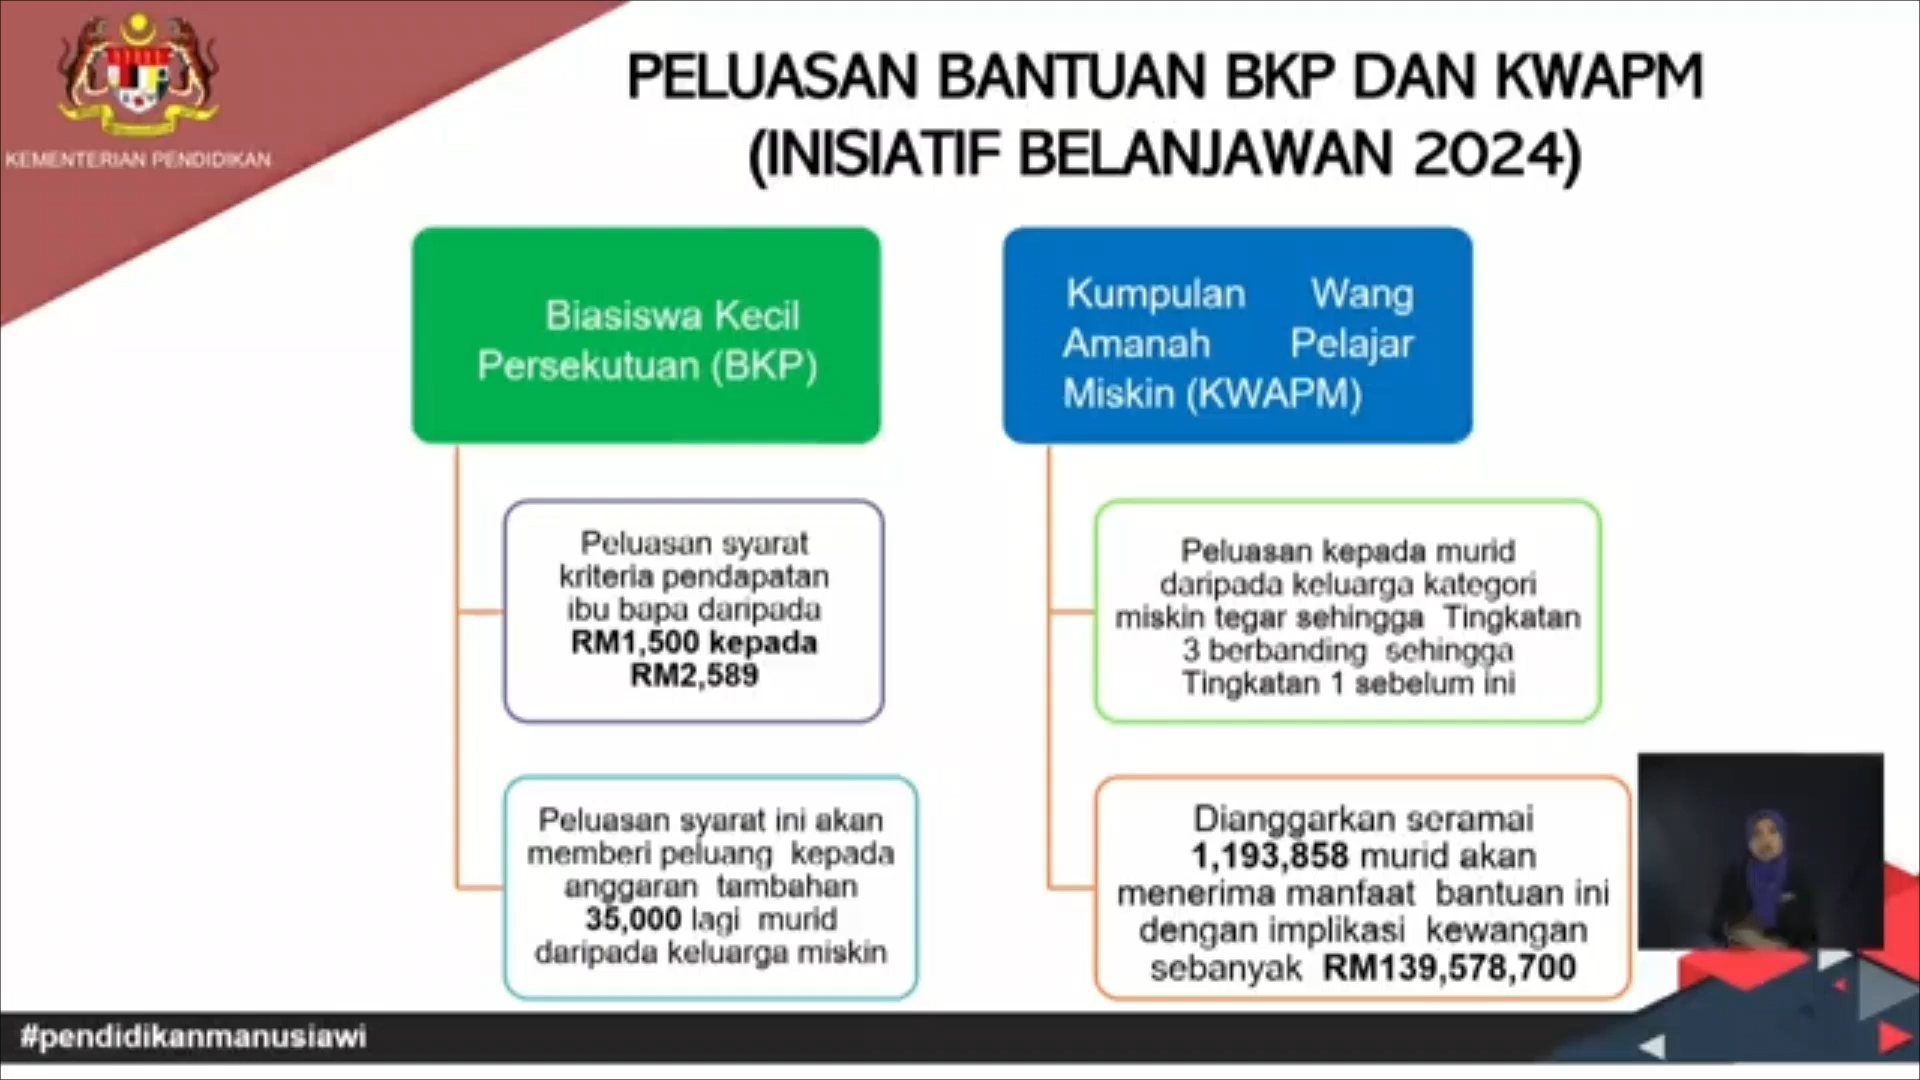 KEMENTERIAN PENDIDIKAN
PELUASAN BANTUAN BKP DAN KWAPM
(INISIATIF BELANJAWAN 2024)
Biasiswa Kecil
Persekutuan (BKP)
Peluasan syarat
kriteria pendapatan
ibu bapa daripada
RM1,500 kepada
RM2,589
Peluasan syarat ini akan
memberi peluang kepada
anggaran tambahan
35,000 lagi murid
daripada keluarga miskin
Kumpulan Wang
Amanah Pelajar
Miskin (KWAPM)
Peluasan kepada murid
daripada keluarga kategori
miskin tegar sehingga Tingkatan
3 berbanding sehingga
Tingkatan 1 sebelum ini
Dianggarkan seramai
1,193,858 murid akan
menerima manfaat bantuan ini
dengan implikasi kewangan
sebanyak RM139,578,700
#pendidikanmanusiawi